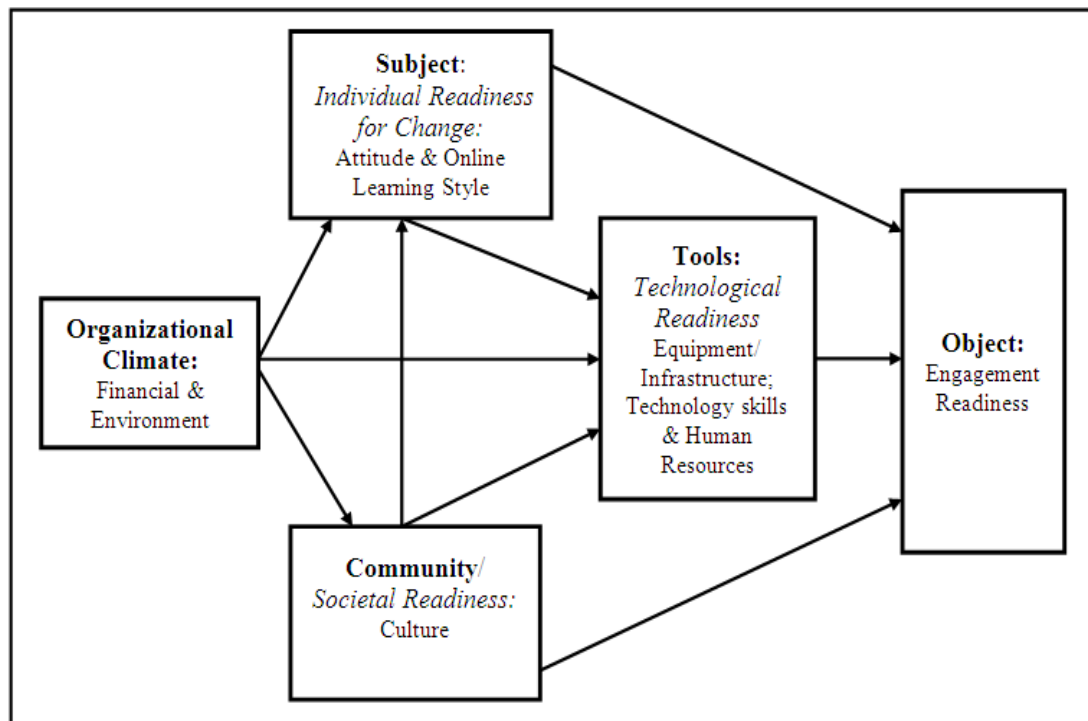 Subject:
Individual Readiness
for Change:
Attitude & Online
Learning Style
Organizational
Climate:
Financial &
Environment
Tools:
Technological
Readiness
Equipment/
Infrastructure;
Technology skills
& Human
Resources
Object:
Engagement
Readiness
Community/
Societal Readiness:
Culture